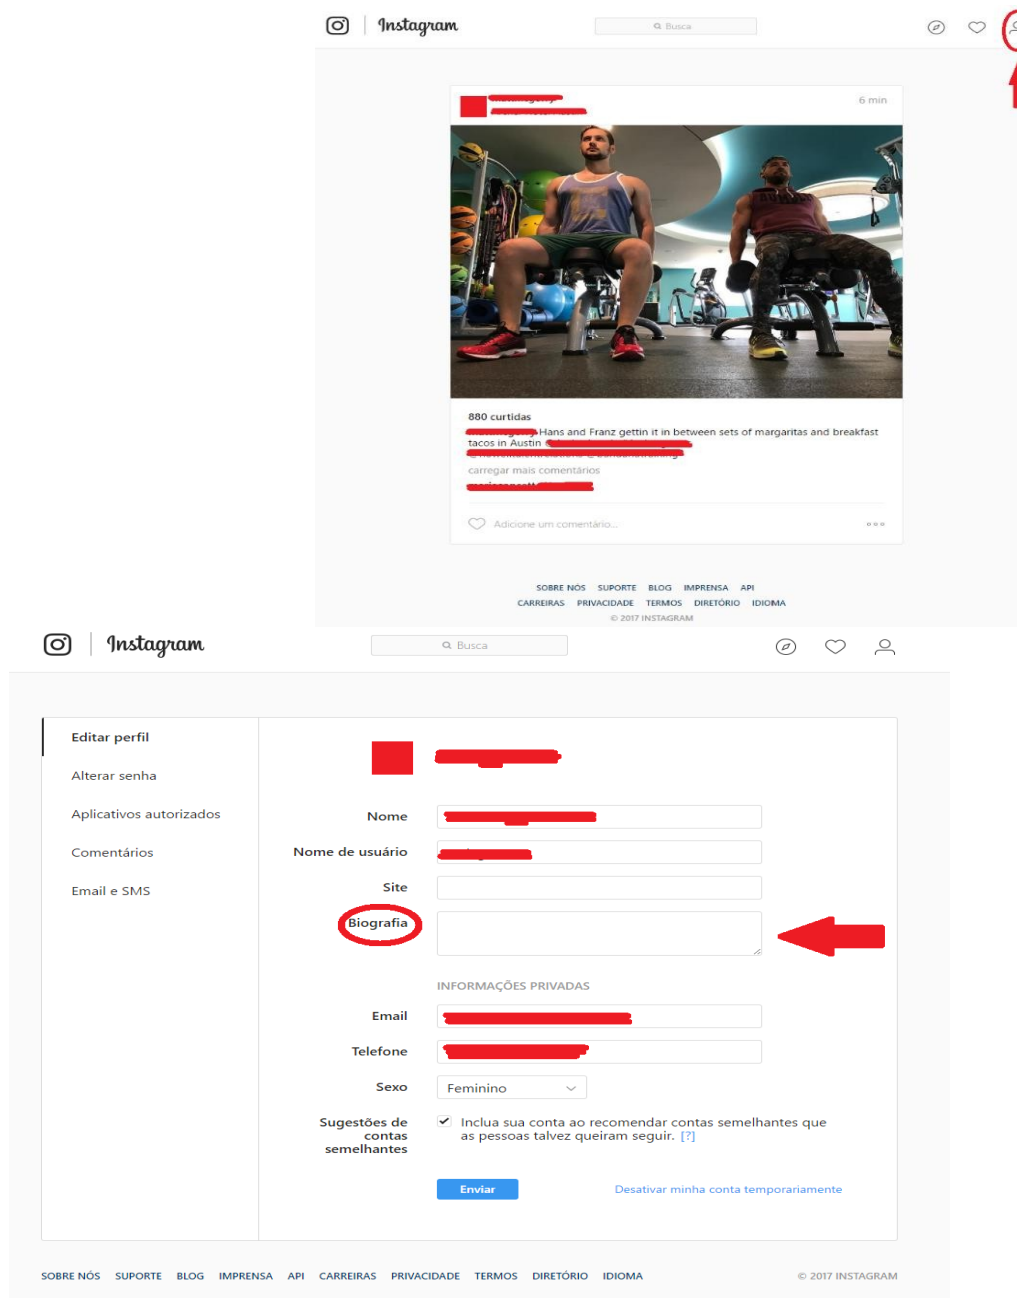 Instagram
Busca
6 min
880 curtidas
Hans and Franz gettin it in between sets of margaritas and breakfast
tacos in Austin
carregar mais comentários
Adicione um comentário...
SOBRE NÓS SUPORTE BLOG IMPRENSA API
CARREIRAS PRIVACIDADE TERMOS DIRETÓRIO IDIOMA
© 2017 INSTAGRAM
Instagram
Busca
Editar perfil
Alterar senha
Aplicativos autorizados
Comentários
Email e SMS
Nome
Nome de usuário
Site
Biografia
INFORMAÇÕES PRIVADAS
Email
Telefone
Sexo
Feminino
Sugestões de
contas
semelhantes
Inclua sua conta ao recomendar contas semelhantes que
as pessoas talvez queiram seguir. [?]
Enviar
Desativar minha conta temporariamente
SOBRE NÓS SUPORTE BLOG IMPRENSA API CARREIRAS PRIVACIDADE TERMOS DIRETÓRIO IDIOMA
© 2017 INSTAGRAM